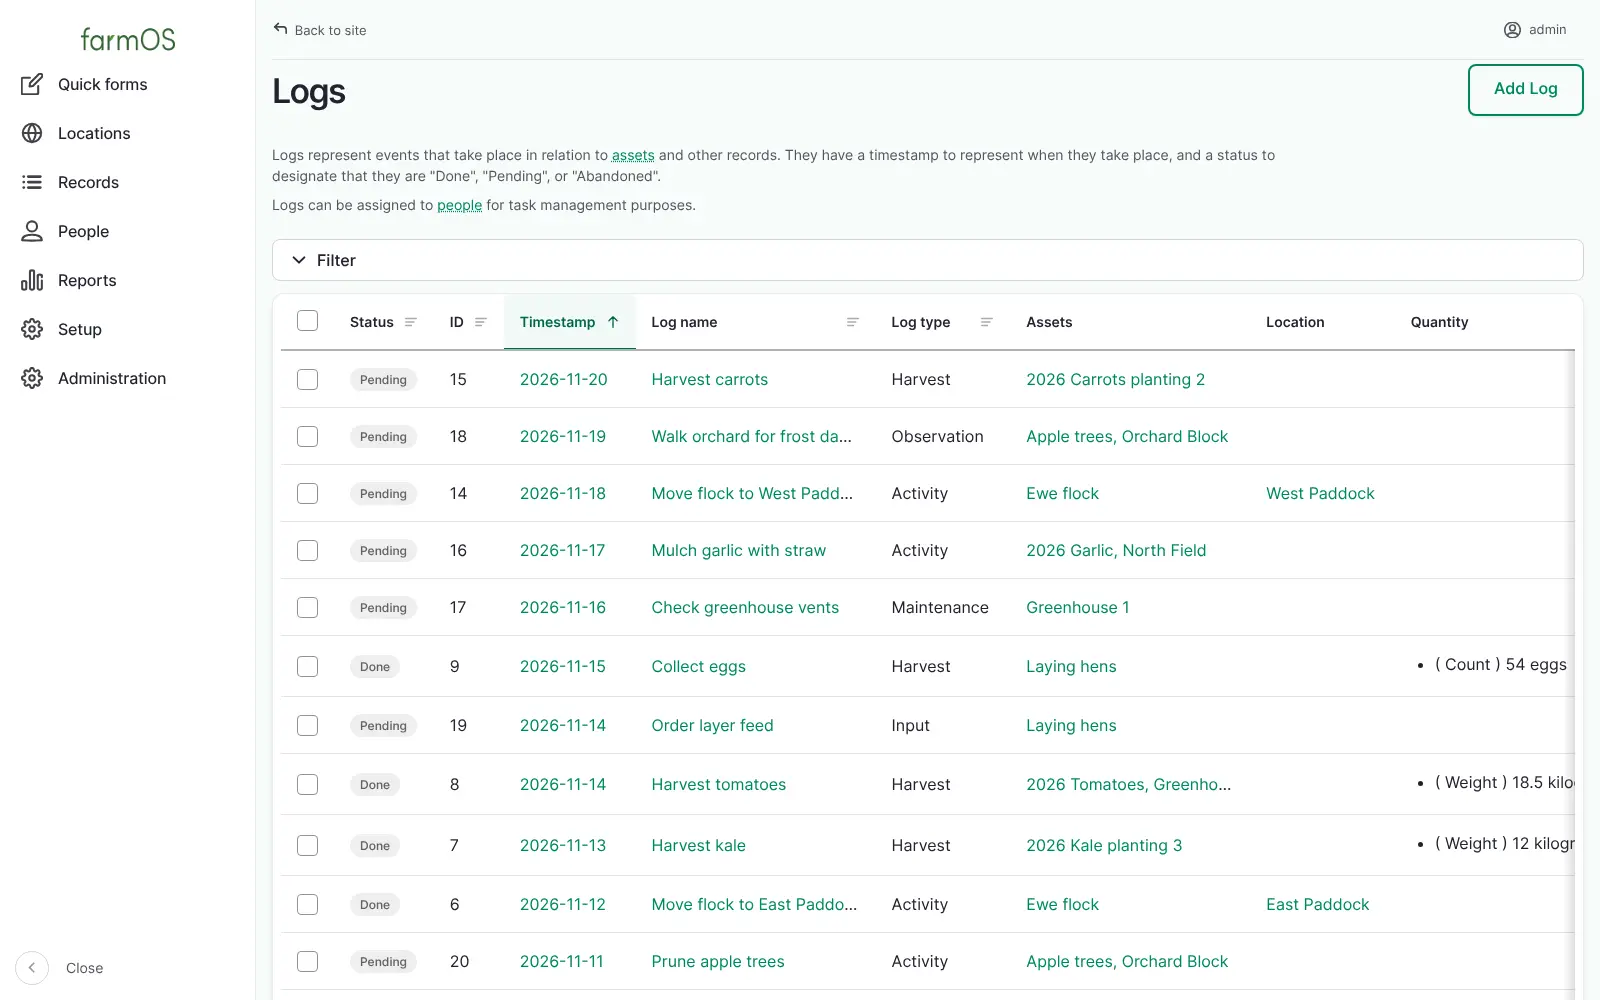 farmOS
Quick forms
Locations
Records
People
Reports
Setup
Administration
Close
Back to site
admin
Logs
Add Log
Logs represent events that take place in relation to assets and other records. They have a timestamp to represent when they take place, and a status to
designate that they are "Done", "Pending", or "Abandoned".
Logs can be assigned to people for task management purposes.
Filter
Status ID Timestamp Log name Log type Assets Location Quantity
Pending 15 2026-11-20 Harvest carrots Harvest 2026 Carrots planting 2
Pending 18 2026-11-19 Walk orchard for frost da... Observation Apple trees, Orchard Block
Pending 14 2026-11-18 Move flock to West Padd... Activity Ewe flock West Paddock
Pending 16 2026-11-17 Mulch garlic with straw Activity 2026 Garlic, North Field
Pending 17 2026-11-16 Check greenhouse vents Maintenance Greenhouse 1
Done 9 2026-11-15 Collect eggs Harvest Laying hens • ( Count ) 54 eggs
Pending 19 2026-11-14 Order layer feed Input Laying hens
Done 8 2026-11-14 Harvest tomatoes Harvest 2026 Tomatoes, Greenho... • ( Weight ) 18.5 kilo
Done 7 2026-11-13 Harvest kale Harvest 2026 Kale planting 3 • ( Weight ) 12 kilogr
Done 6 2026-11-12 Move flock to East Paddo... Activity Ewe flock East Paddock
Pending 20 2026-11-11 Prune apple trees Activity Apple trees, Orchard Block